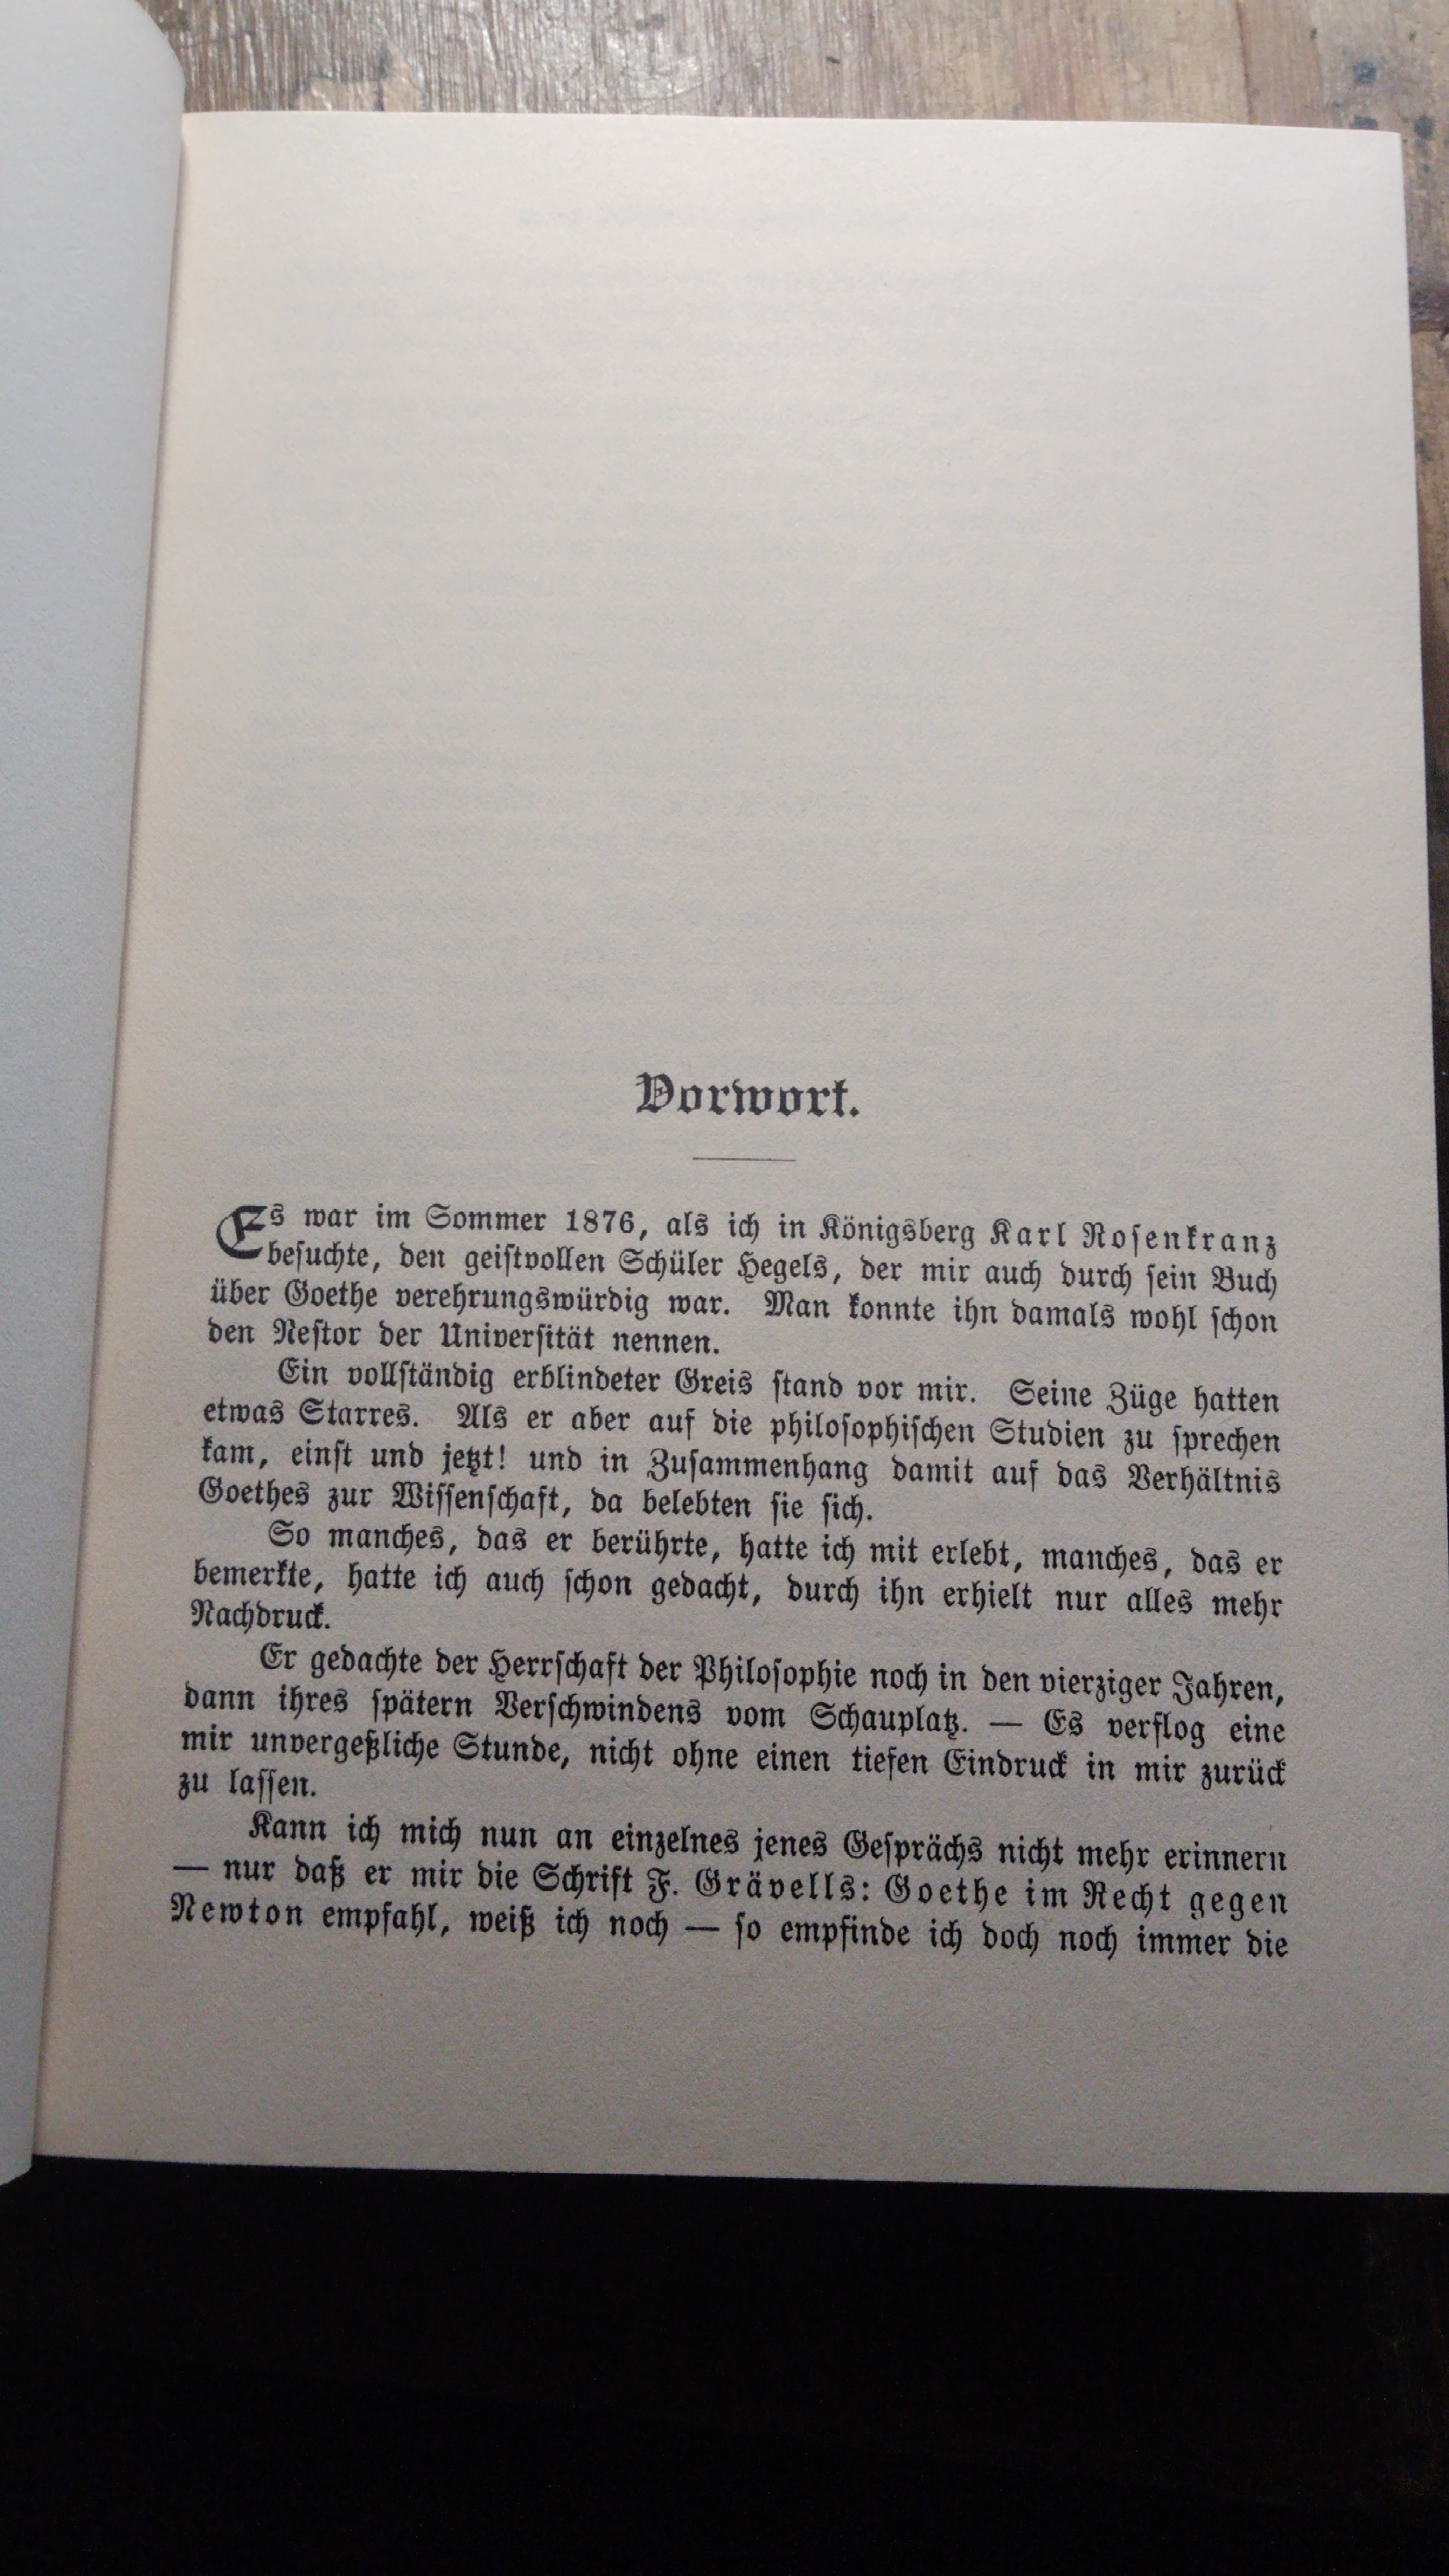 Vorwort.
Es war im Sommer 1876, als ich in Königsberg Karl Rosenkranz
besuchte, den geistvollen Schüler Hegels, der mir auch durch sein Buch
über Goethe verehrungswürdig war. Man konnte ihn damals wohl schon
den Nestor der Universität nennen.
Ein vollständig erblindeter Greis stand vor mir. Seine Züge hatten
etwas Starres. Als er aber auf die philosophischen Studien zu sprechen
kam, einst und jetzt! und in Zusammenhang damit auf das Verhältnis
Goethes zur Wissenschaft, da belebten sie sich.
So manches, das er berührte, hatte ich mit erlebt, manches, das er
bemerkte, hatte ich auch schon gedacht, durch ihn erhielt nur alles mehr
Nachdruck.
Er gedachte der Herrschaft der Philosophie noch in den vierziger Jahren,
dann ihres spätern Verschwindens vom Schauplatz. — Es verflog eine
mir unvergeßliche Stunde, nicht ohne einen tiefen Eindruck in mir zurück
zu lassen.
Kann ich mich nun an einzelnes jenes Gesprächs nicht mehr erinnern
— nur daß er mir die Schrift F. Grävells: Goethe im Recht gegen
Newton empfahl, weiß ich noch — so empfinde ich doch noch immer die